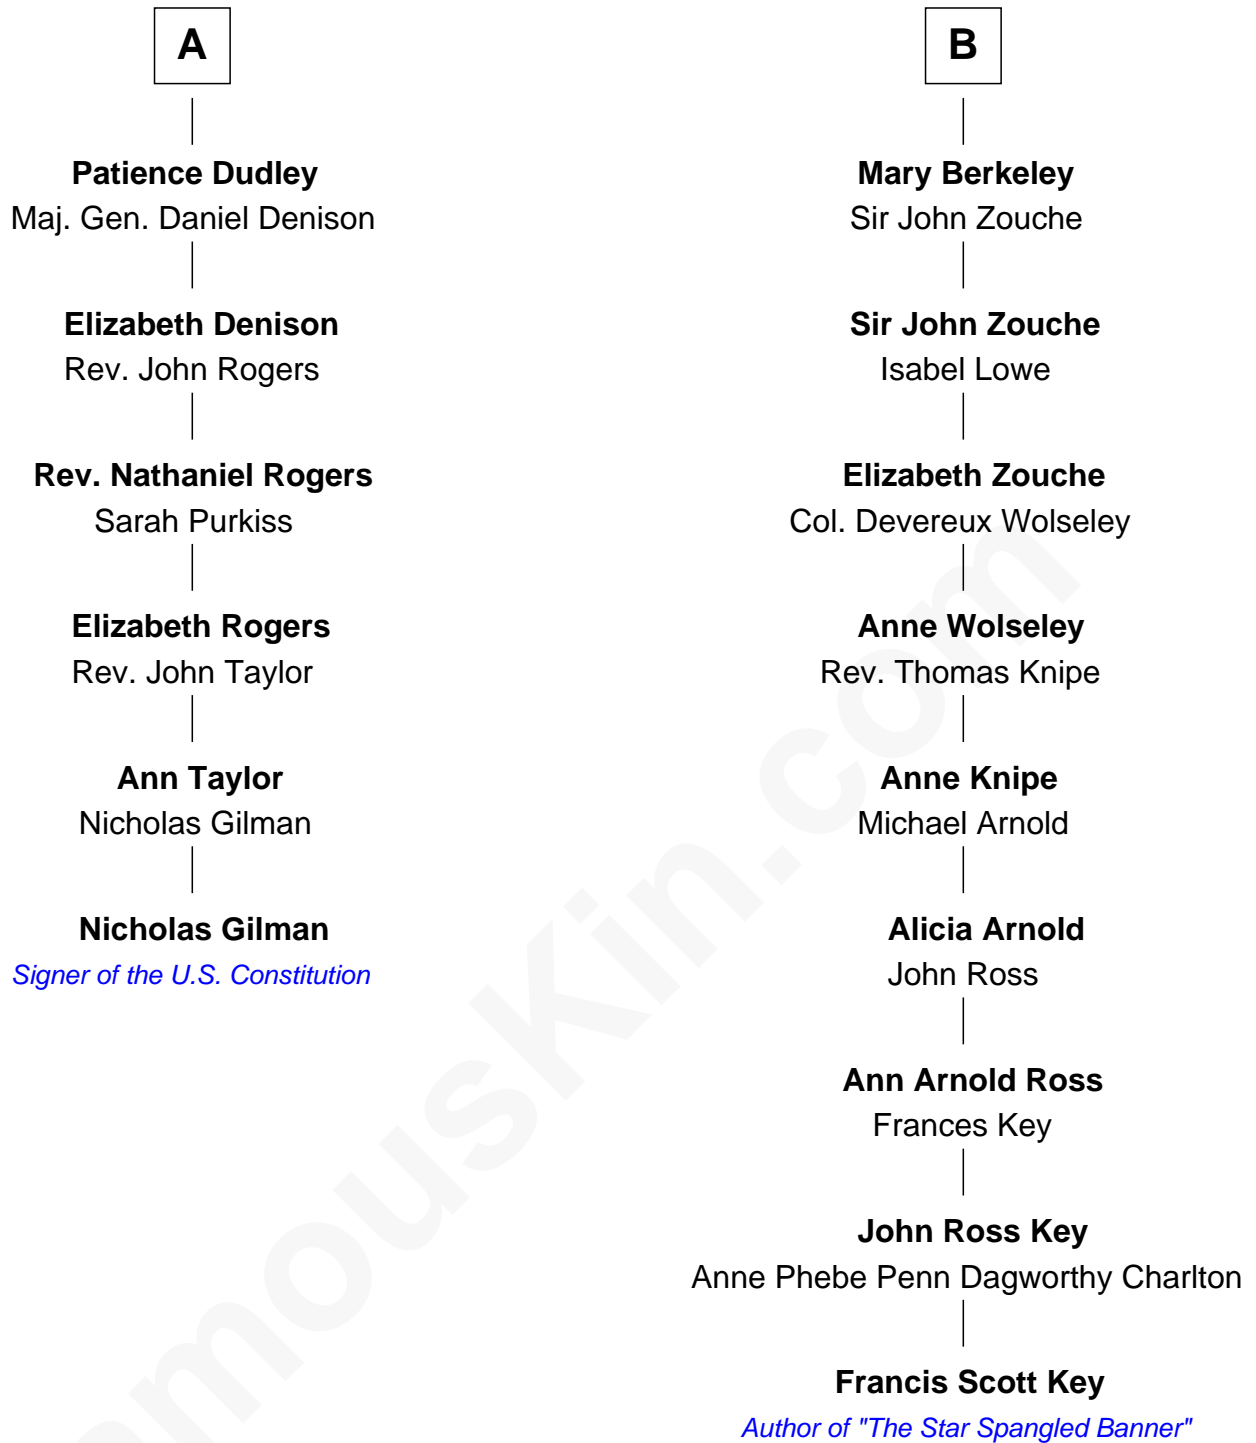 A
Patience Dudley
Maj. Gen. Daniel Denison
Elizabeth Denison
Rev. John Rogers
Rev. Nathaniel Rogers
Sarah Purkiss
Elizabeth Rogers
Rev. John Taylor
Ann Taylor
Nicholas Gilman
Nicholas Gilman
Signer of the U.S. Constitution
B
Mary Berkeley
Sir John Zouche
Sir John Zouche
Isabel Lowe
Elizabeth Zouche
Col. Devereux Wolseley
Anne Wolseley
Rev. Thomas Knipe
Anne Knipe
Michael Arnold
Alicia Arnold
John Ross
Ann Arnold Ross
Frances Key
John Ross Key
Anne Phebe Penn Dagworthy Charlton
Francis Scott Key
Author of "The Star Spangled Banner"
amousKin.com